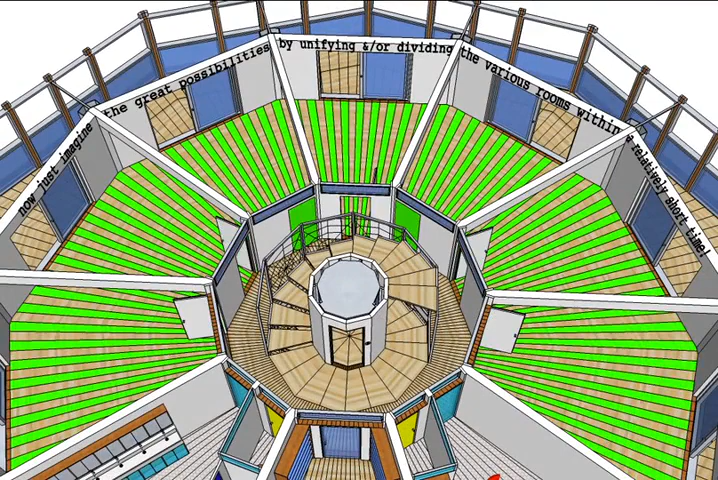 now just imagine the great possibilities by unifying &/or dividing the various rooms within a relatively short time!